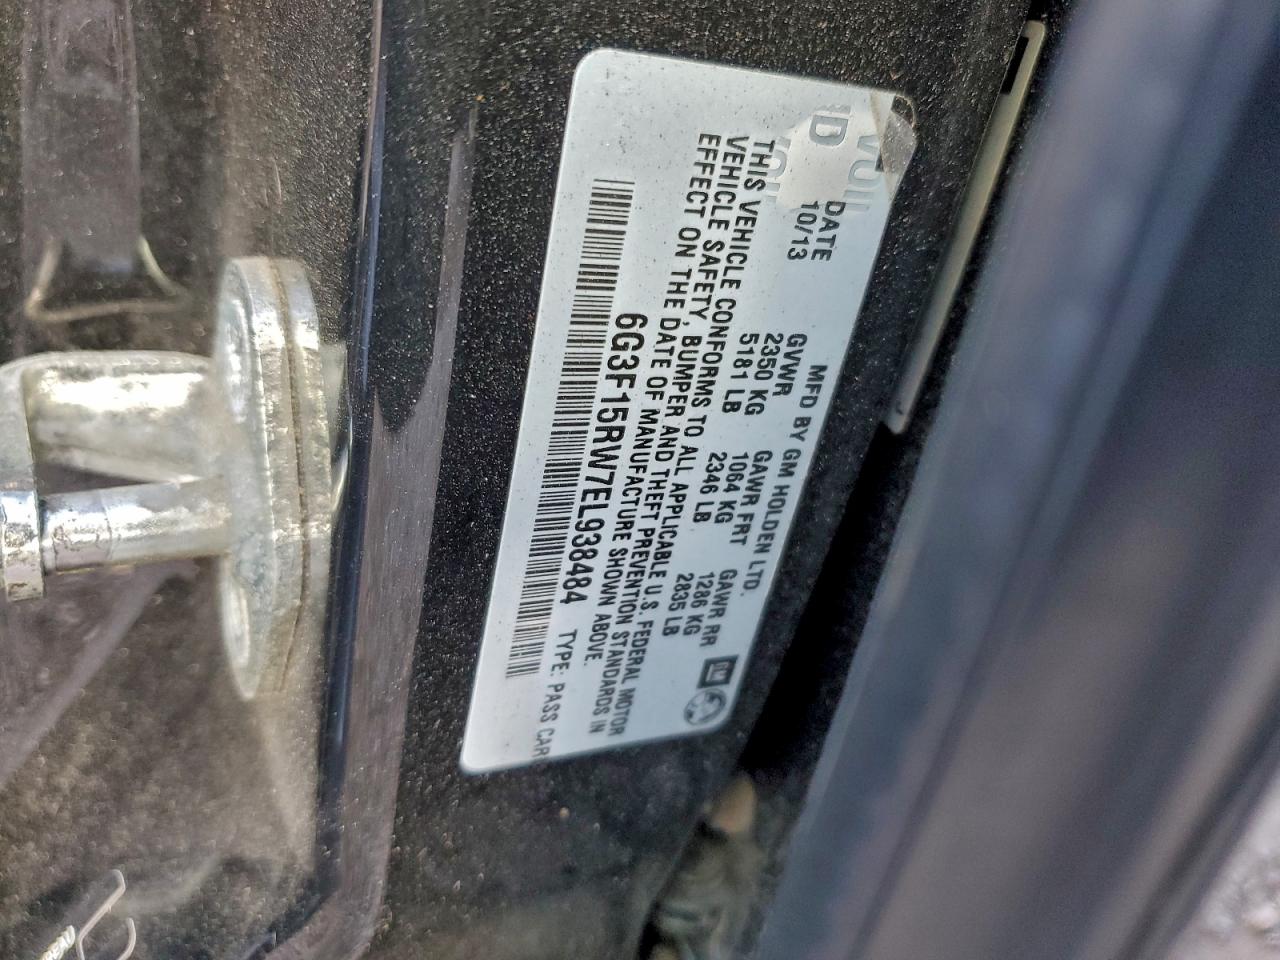 MFD BY GM HOLDEN LTD.
DATE GVWR GAWR FRT GAWR RR
10/13 2350 KG 1064 KG 1286 KG
5181 LB 2346 LB 2835 LB
THIS VEHICLE CONFORMS TO ALL APPLICABLE U.S. FEDERAL MOTOR
VEHICLE SAFETY, BUMPER AND THEFT PREVENTION STANDARDS IN
EFFECT ON THE DATE OF MANUFACTURE SHOWN ABOVE.
6G3F15RW7EL938484 TYPE: PASS CAR
GM
VOID